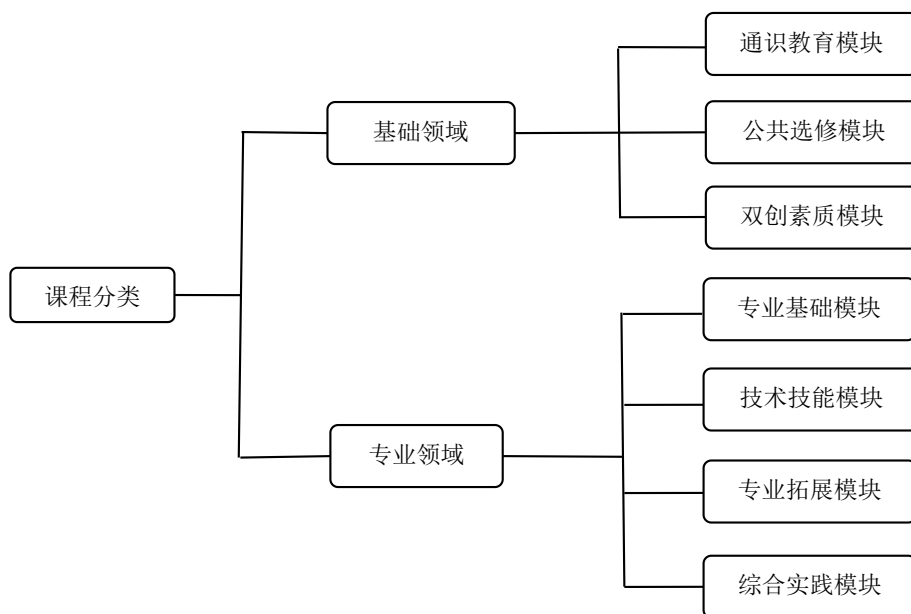 课程分类
基础领域
通识教育模块
公共选修模块
双创素质模块
专业领域
专业基础模块
技术技能模块
专业拓展模块
综合实践模块